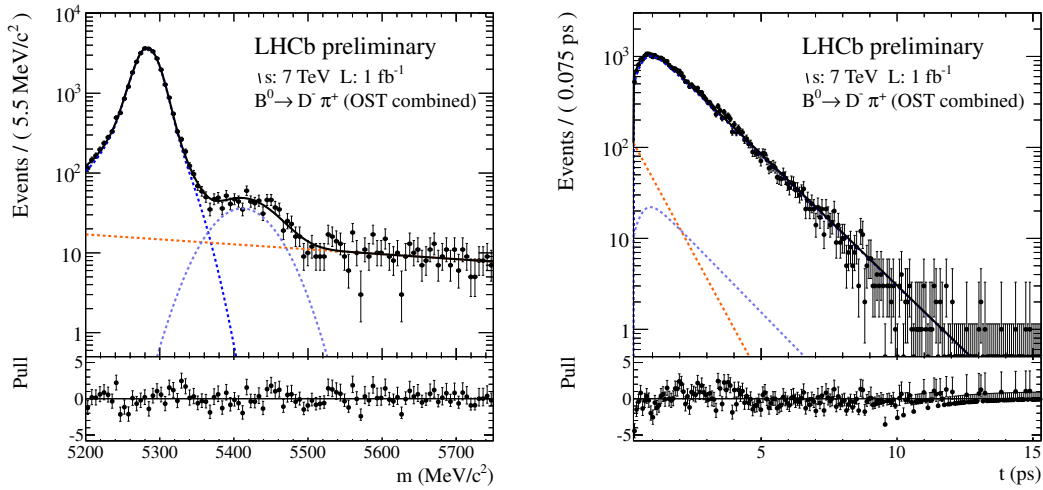 Events / ( 5.5 MeV/c²)
10⁴
10³
10²
10
1
LHCb preliminary
\s: 7 TeV L: 1 fb⁻¹
B⁰→ D⁻ π⁺ (OST combined)
Pull
5
0
-5
5200 5300 5400 5500 5600 5700
m (MeV/c²)
Events / ( 0.075 ps)
10³
10²
10
1
LHCb preliminary
\s: 7 TeV L: 1 fb⁻¹
B⁰→ D⁻ π⁺ (OST combined)
Pull
5
0
-5
5 10 15
t (ps)